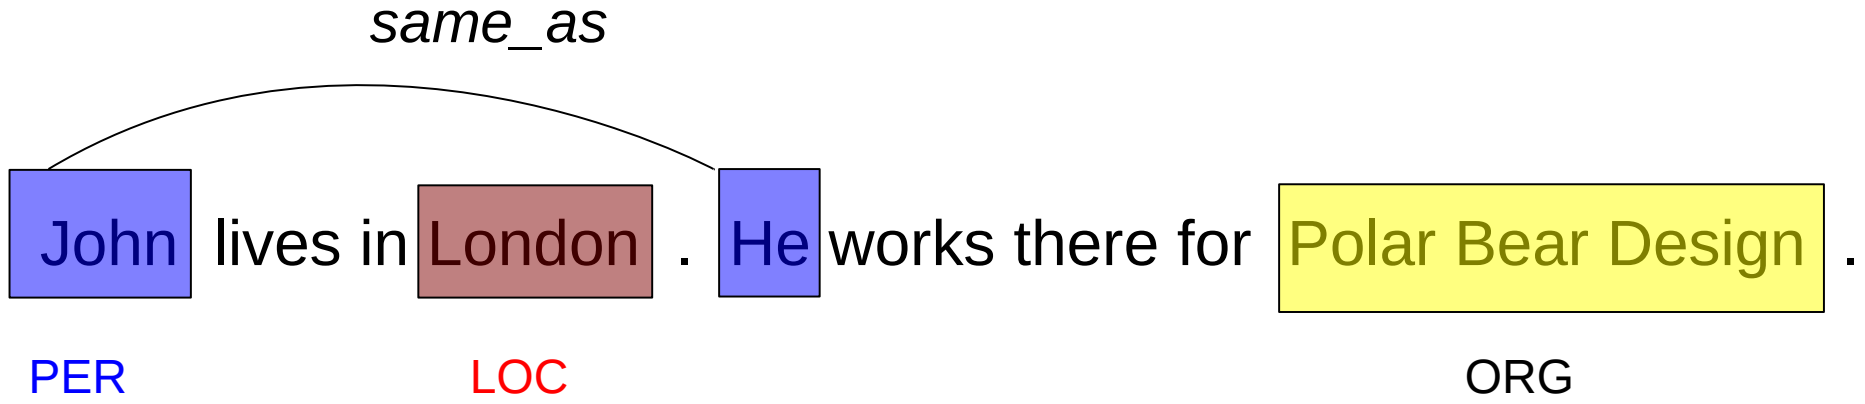 same_as
John lives in London . He works there for Polar Bear Design .
PER LOC ORG